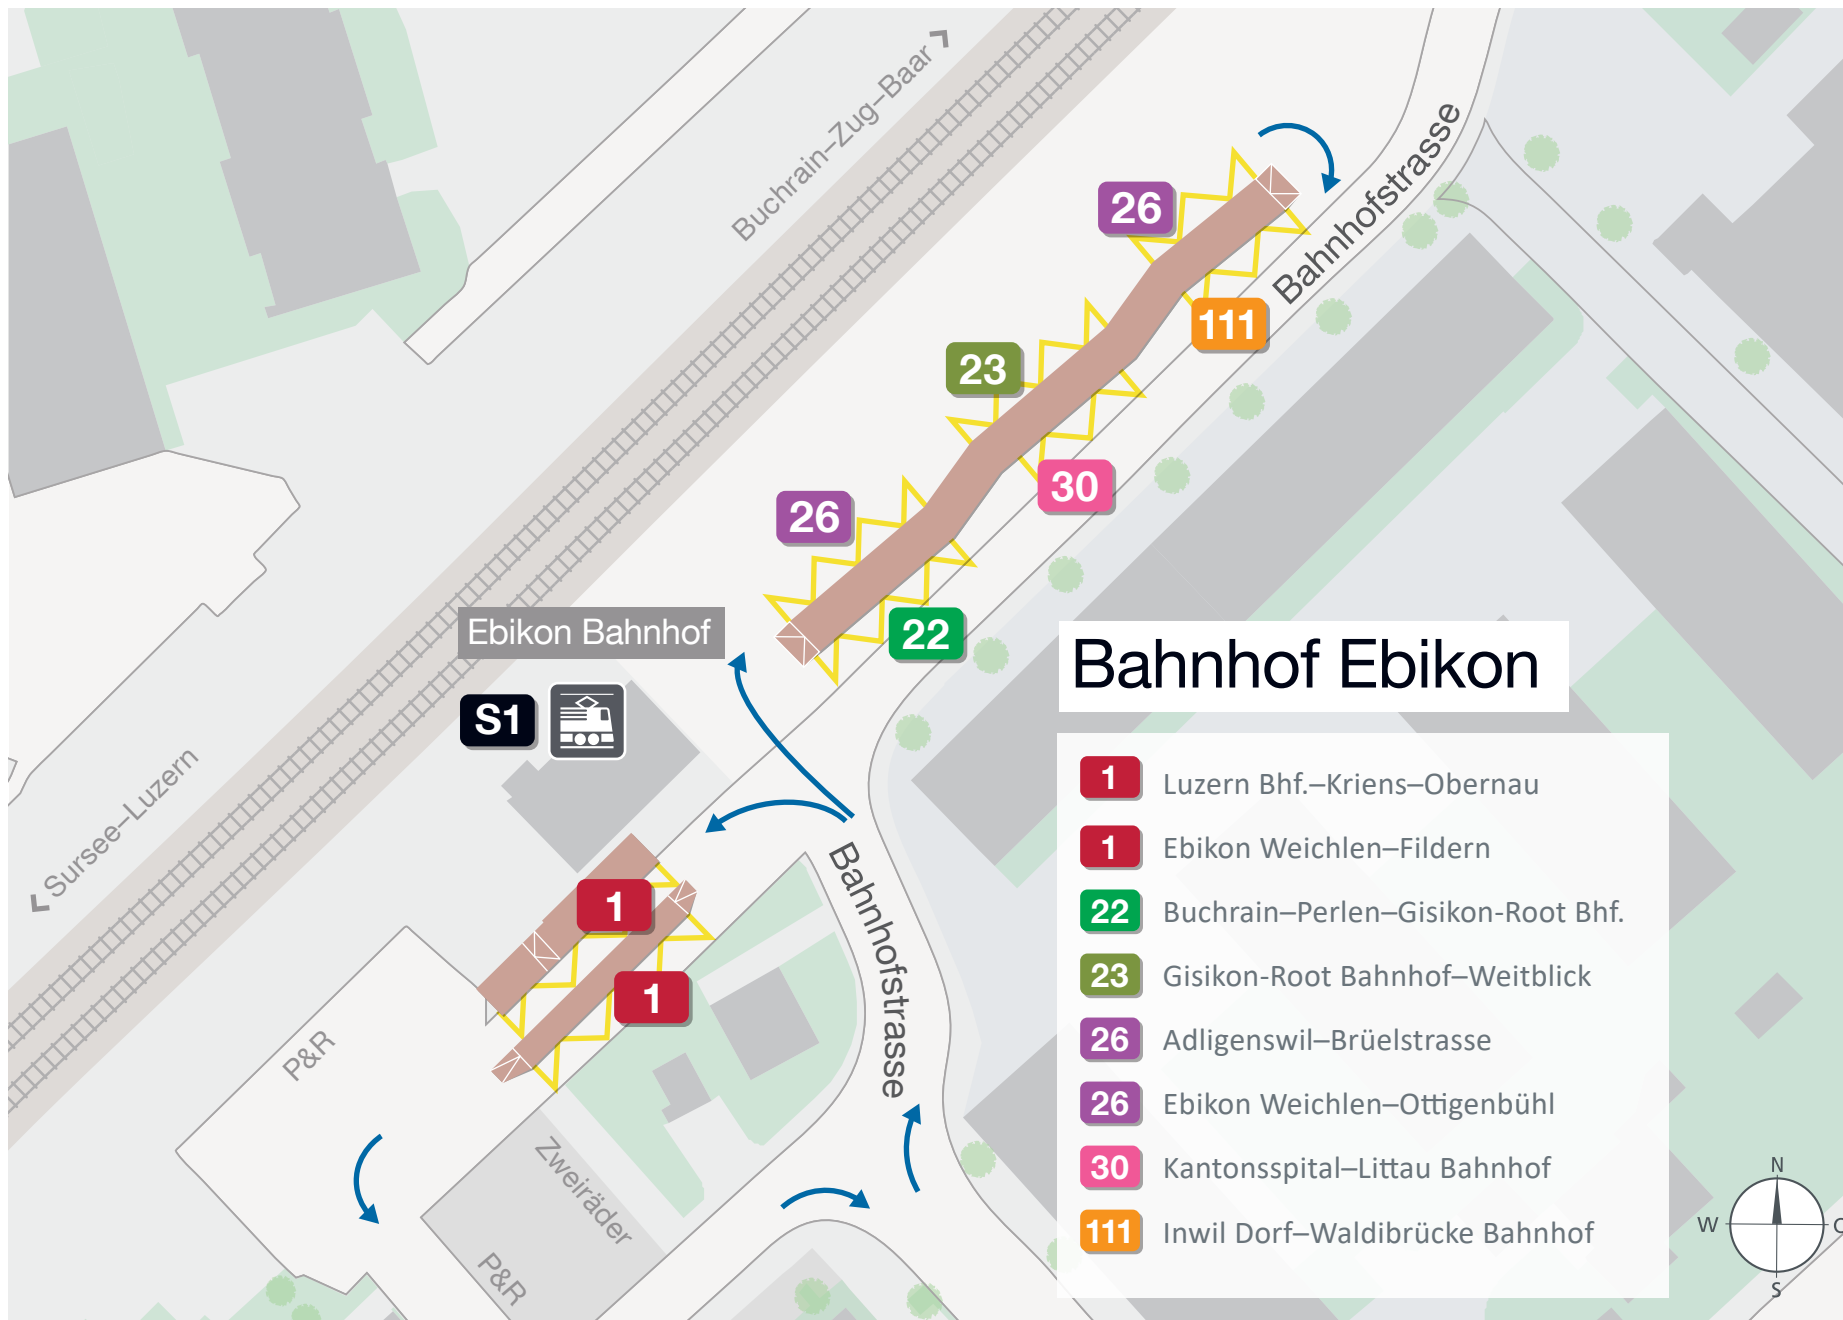 Buchrain–Zug–Baar
Bahnhofstrasse
26
111
23
30
26
22
Ebikon Bahnhof
S1
Sursee–Luzern
1
1
Bahnhofstrasse
P&R
Zweiräder
P&R
Bahnhof Ebikon
1 Luzern Bhf.–Kriens–Obernau
1 Ebikon Weichlen–Fildern
22 Buchrain–Perlen–Gisikon-Root Bhf.
23 Gisikon-Root Bahnhof–Weitblick
26 Adligenswil–Brüelstrasse
26 Ebikon Weichlen–Ottigenbühl
30 Kantonsspital–Littau Bahnhof
111 Inwil Dorf–Waldibrücke Bahnhof
N
W
S